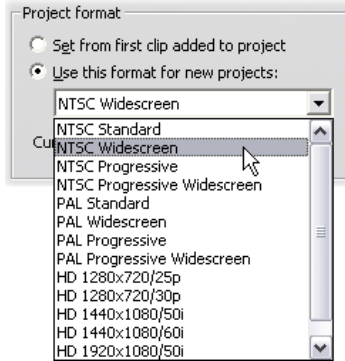 Project format
Set from first clip added to project
Use this format for new projects:
NTSC Widescreen
NTSC Standard
Cu
NTSC Widescreen
NTSC Progressive
NTSC Progressive Widescreen
PAL Standard
PAL Widescreen
PAL Progressive
PAL Progressive Widescreen
HD 1280x720/25p
HD 1280x720/30p
HD 1440x1080/50i
HD 1440x1080/60i
HD 1920x1080/50i